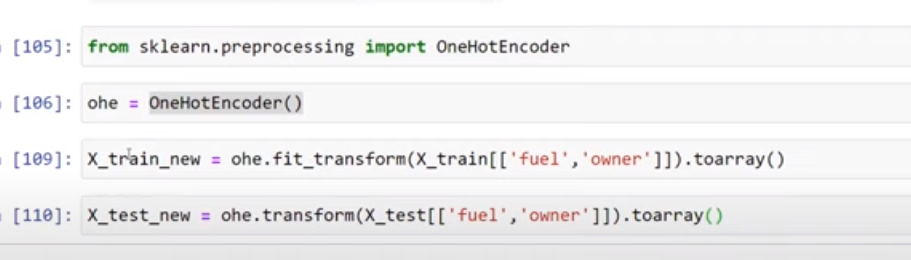 [105]: from sklearn.preprocessing import OneHotEncoder
[106]: ohe = OneHotEncoder()
[109]: X_train_new = ohe.fit_transform(X_train[['fuel','owner']]).toarray()
[110]: X_test_new = ohe.transform(X_test[['fuel','owner']]).toarray()